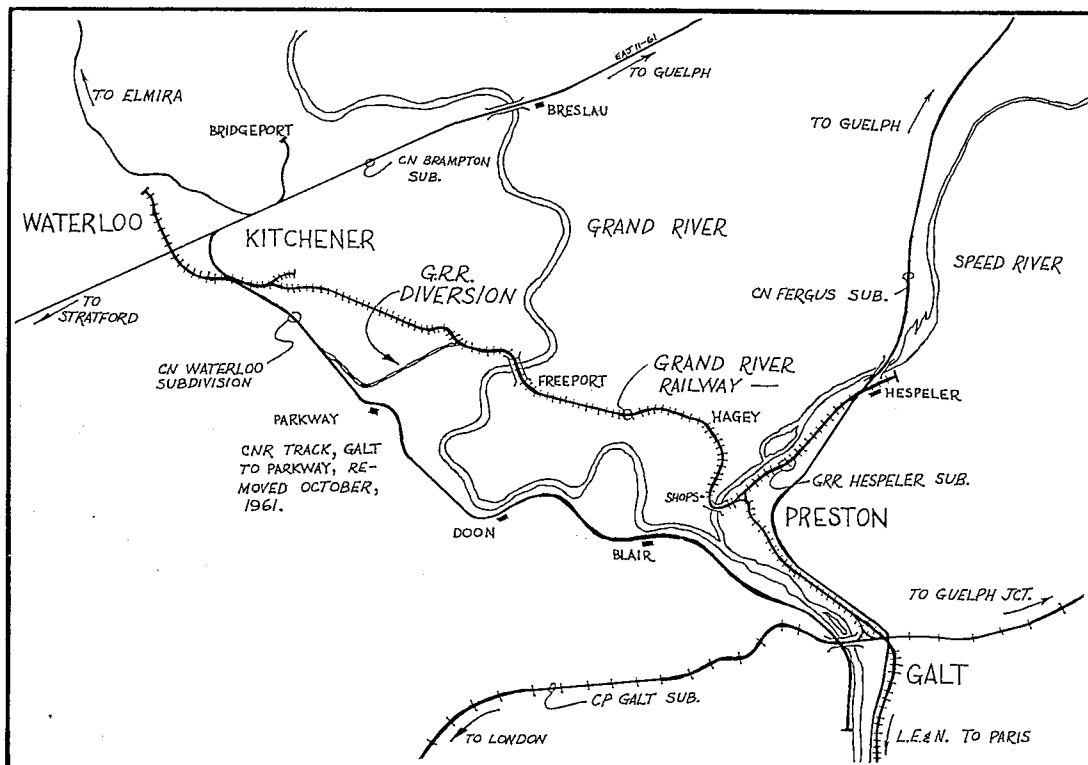 EAJ 11-61
TO GUELPH
TO ELMIRA
BRESLAU
BRIDGEPORT
TO GUELPH
CN BRAMPTON
SUB.
WATERLOO
KITCHENER
GRAND RIVER
SPEED RIVER
G.R.R.
DIVERSION
CN FERGUS SUB.
TO
STRATFORD
CN WATERLOO
SUBDIVISION
GRAND RIVER
RAILWAY
FREEPORT
HESPELER
PARKWAY
HAGEY
CNR TRACK, GALT
TO PARKWAY, RE-
MOVED OCTOBER,
1961.
GRR HESPELER SUB.
SHOPS
PRESTON
DOON
BLAIR
TO GUELPH JCT.
GALT
CP GALT SUB.
TO LONDON
L.E.&N. TO PARIS